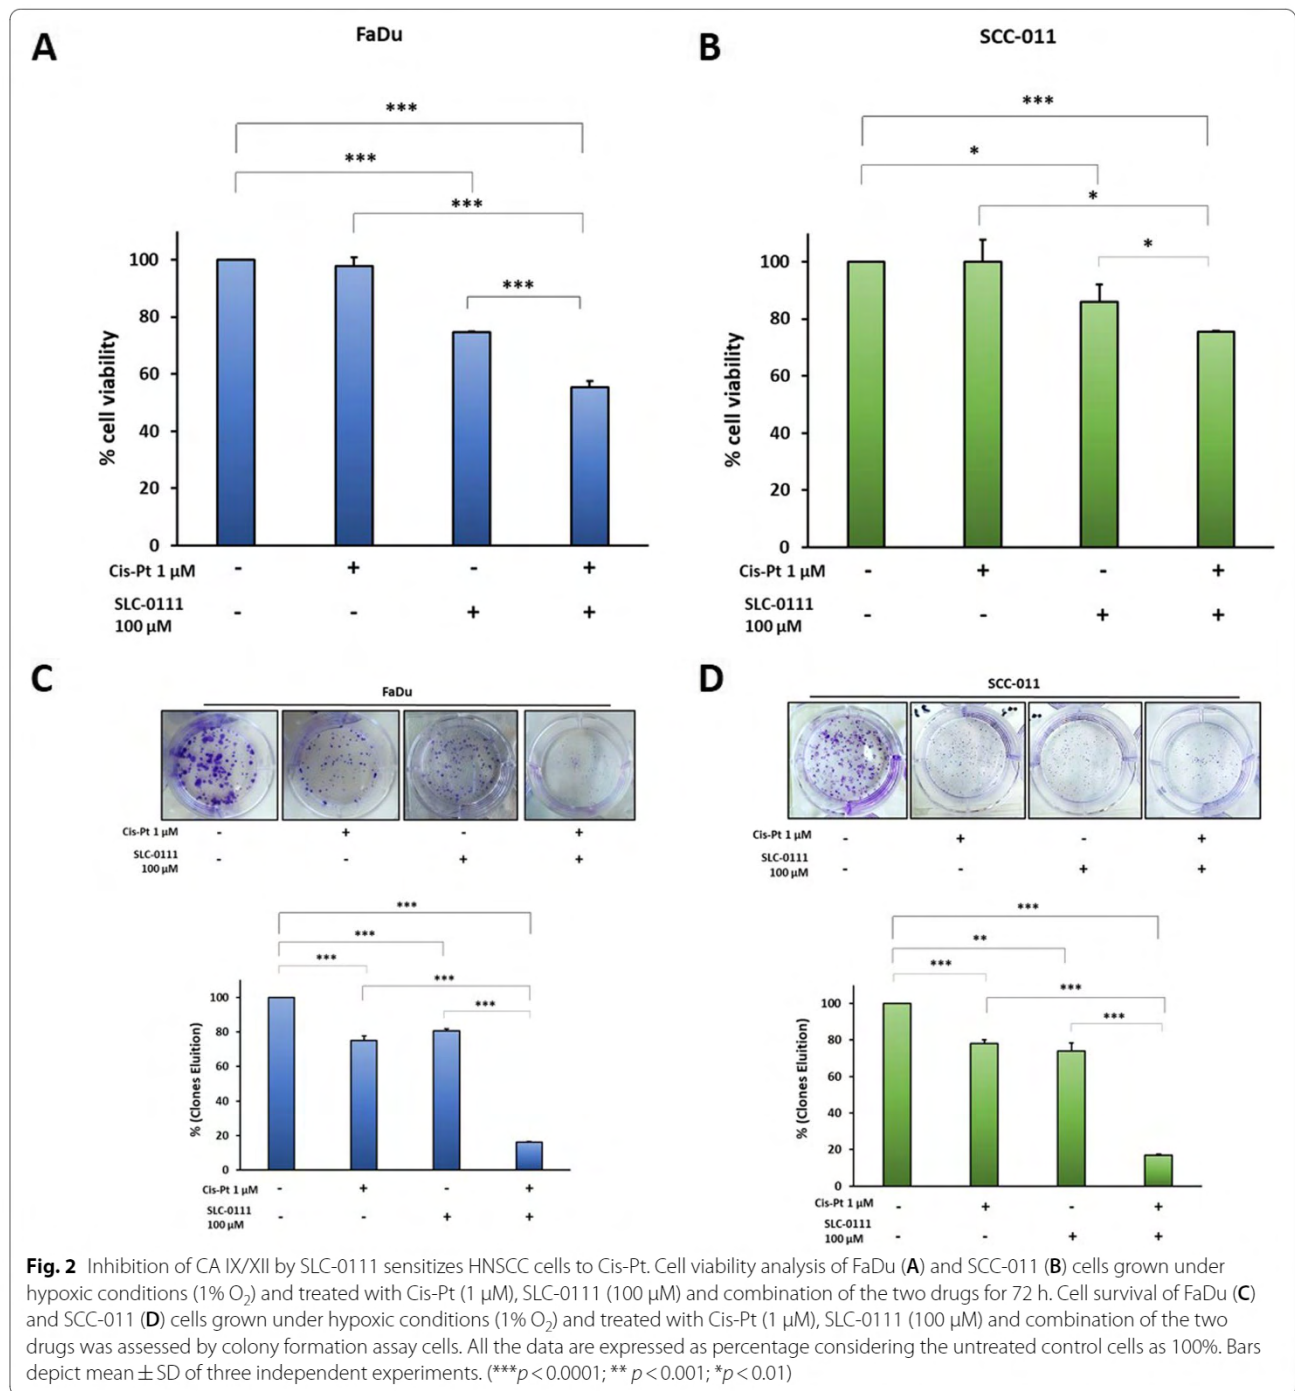 A
FaDu
***
***
***
***
100
80
60
40
20
0
% cell viability
Cis-Pt 1 µM - + - +
SLC-0111
100 µM - - + +
B
SCC-011
***
*
*
*
100
80
60
40
20
0
% cell viability
Cis-Pt 1 µM - + - +
SLC-0111
100 µM - - + +
C
FaDu
Cis-Pt 1 µM - + - +
SLC-0111
100 µM - - + +
***
***
***
***
***
100
80
60
40
20
0
% (Clones Eluition)
Cis-Pt 1 µM - + - +
SLC-0111
100 µM - - + +
D
SCC-011
Cis-Pt 1 µM - + - +
SLC-0111
100 µM - - + +
***
**
***
***
***
100
80
60
40
20
0
% (Clones Eluition)
Cis-Pt 1 µM - + - +
SLC-0111
100 µM - - + +
Fig. 2 Inhibition of CA IX/XII by SLC-0111 sensitizes HNSCC cells to Cis-Pt. Cell viability analysis of FaDu (A) and SCC-011 (B) cells grown under
hypoxic conditions (1% O₂) and treated with Cis-Pt (1 µM), SLC-0111 (100 µM) and combination of the two drugs for 72 h. Cell survival of FaDu (C)
and SCC-011 (D) cells grown under hypoxic conditions (1% O₂) and treated with Cis-Pt (1 µM), SLC-0111 (100 µM) and combination of the two
drugs was assessed by colony formation assay cells. All the data are expressed as percentage considering the untreated control cells as 100%. Bars
depict mean ± SD of three independent experiments. (***p < 0.0001; ** p < 0.001; *p < 0.01)